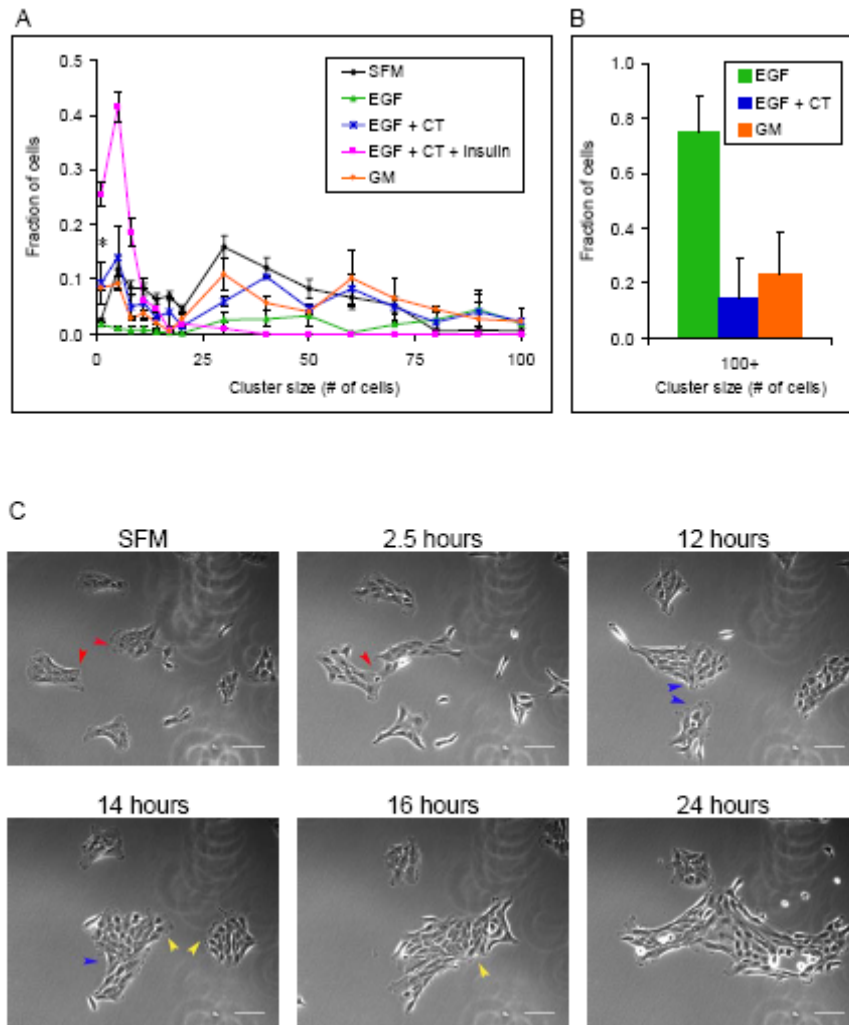 A
0.5
0.4
0.3
0.2
0.1
0.0
Fraction of cells
0
25
50
75
100
Cluster size (# of cells)
SFM
EGF
EGF + CT
EGF + CT + Insulin
GM
*
B
1.0
0.8
0.6
0.4
0.2
0.0
Fraction of cells
100+
Cluster size (# of cells)
EGF
EGF + CT
GM
C
SFM
2.5 hours
12 hours
14 hours
16 hours
24 hours